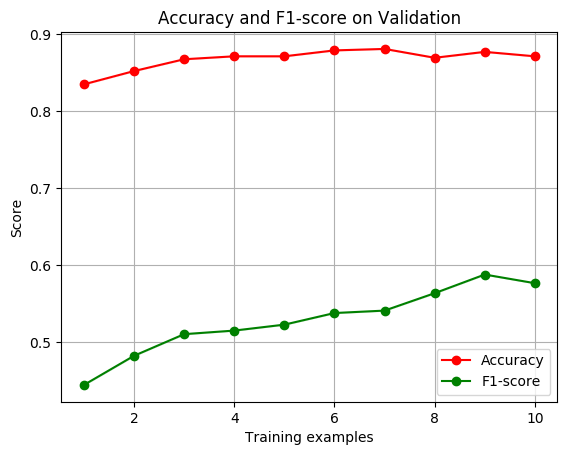 Accuracy and F1-score on Validation
0.9
0.8
0.7
0.6
0.5
Score
2
4
6
8
10
Training examples
Accuracy
F1-score